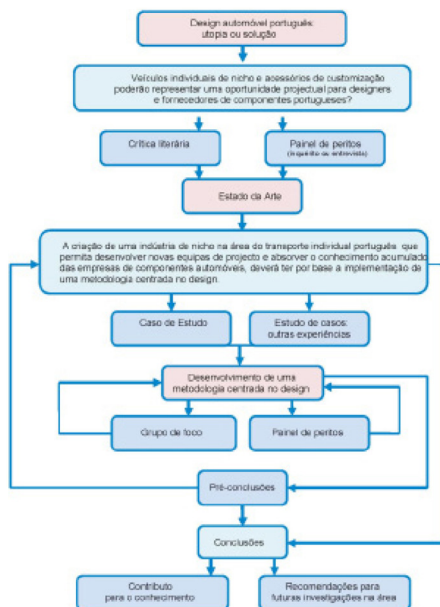 Design automóvel português:
utopia ou solução
Veículos individuais de nicho e acessórios de customização
poderão representar uma oportunidade projectual para designers
e fornecedores de componentes portugueses?
Crítica literária
Painel de peritos
(inquérito ou entrevista)
Estado da Arte
A criação de uma indústria de nicho na área do transporte individual português que
permita desenvolver novas equipas de projecto e absorver o conhecimento acumulado
das empresas de componentes automóveis, deverá ter por base a implementação de
uma metodologia centrada no design.
Caso de Estudo
Estudo de casos:
outras experiências
Desenvolvimento de uma
metodologia centrada no design
Grupo de foco
Painel de peritos
Pré-conclusões
Conclusões
Contributo
para o conhecimento
Recomendações para
futuras investigações na área